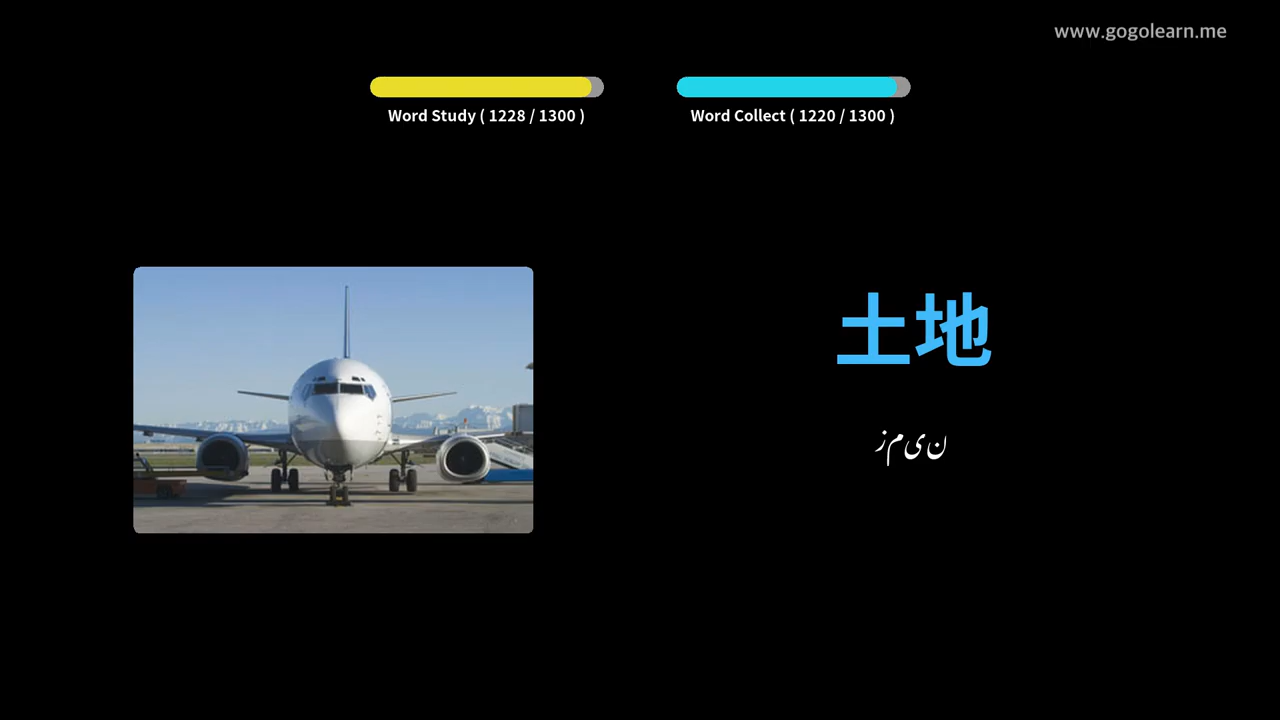 www.gogolearn.me
Word Study ( 1228 / 1300 )
Word Collect ( 1220 / 1300 )
土地
زمین